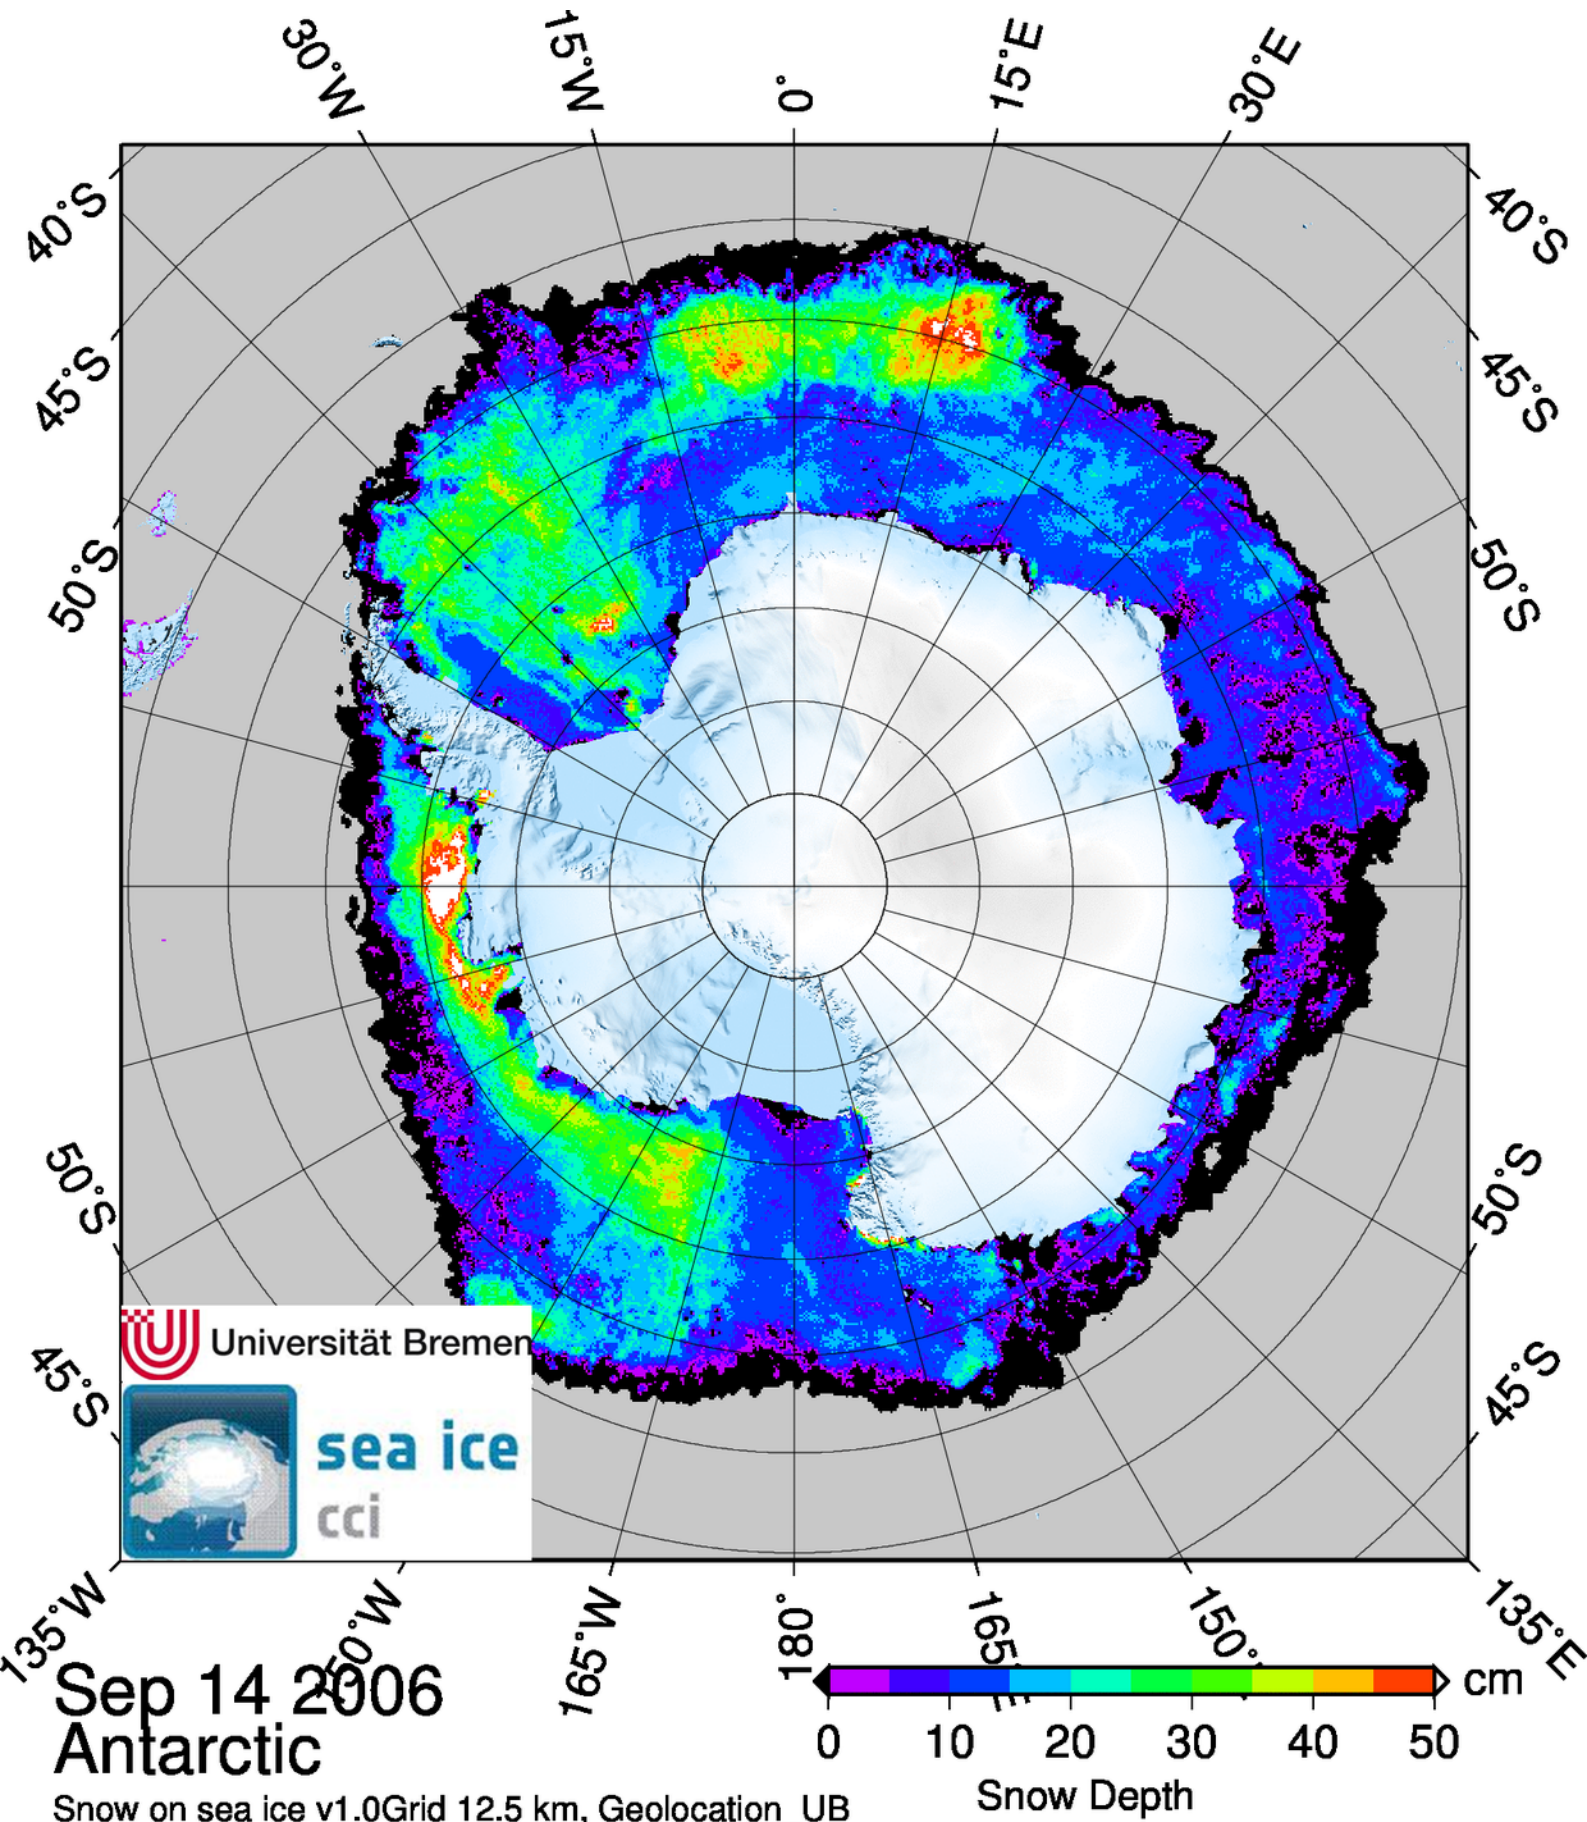 30°W 15°W 0° 15°E 30°E
40°S 40°S
45°S 45°S
50°S 50°S
50°S 50°S
45°S 45°S
Universität Bremen
sea ice
cci
135°W 165°W 180° 165°E 150° 135°E
Sep 14 2006
Antarctic
cm
0 10 20 30 40 50
Snow Depth
Snow on sea ice v1.0Grid 12.5 km, Geolocation UB